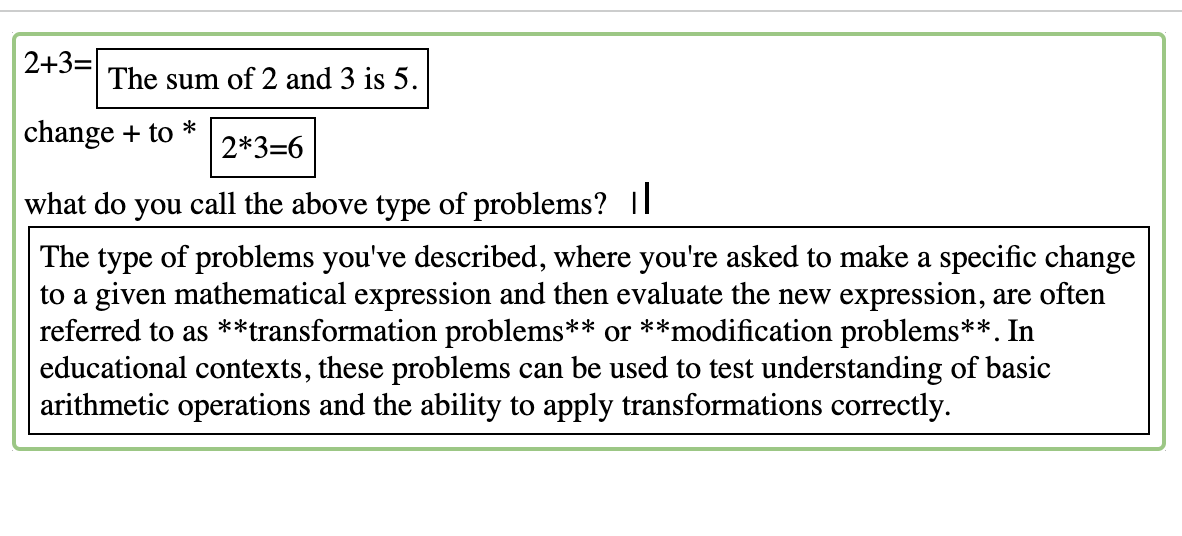 2+3= The sum of 2 and 3 is 5.
change + to * 2*3=6
what do you call the above type of problems?
The type of problems you've described, where you're asked to make a specific change
to a given mathematical expression and then evaluate the new expression, are often
referred to as **transformation problems** or **modification problems**. In
educational contexts, these problems can be used to test understanding of basic
arithmetic operations and the ability to apply transformations correctly.